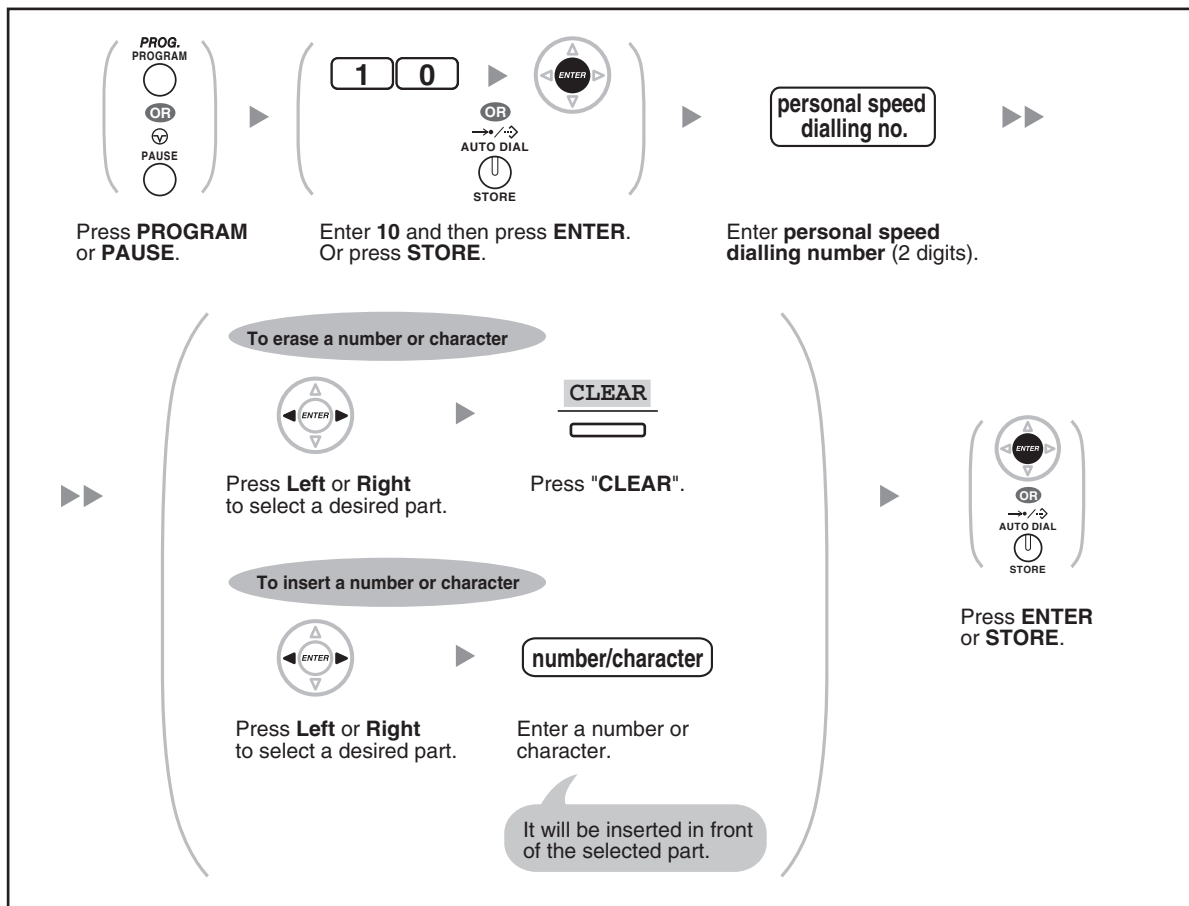 PROG.
PROGRAM
OR
PAUSE
Press PROGRAM
or PAUSE.
1 0
ENTER
OR
AUTO DIAL
STORE
Enter 10 and then press ENTER.
Or press STORE.
personal speed
dialling no.
Enter personal speed
dialling number (2 digits).
To erase a number or character
ENTER
Press Left or Right
to select a desired part.
CLEAR
Press "CLEAR".
To insert a number or character
ENTER
Press Left or Right
to select a desired part.
number/character
Enter a number or
character.
It will be inserted in front
of the selected part.
ENTER
OR
AUTO DIAL
STORE
Press ENTER
or STORE.